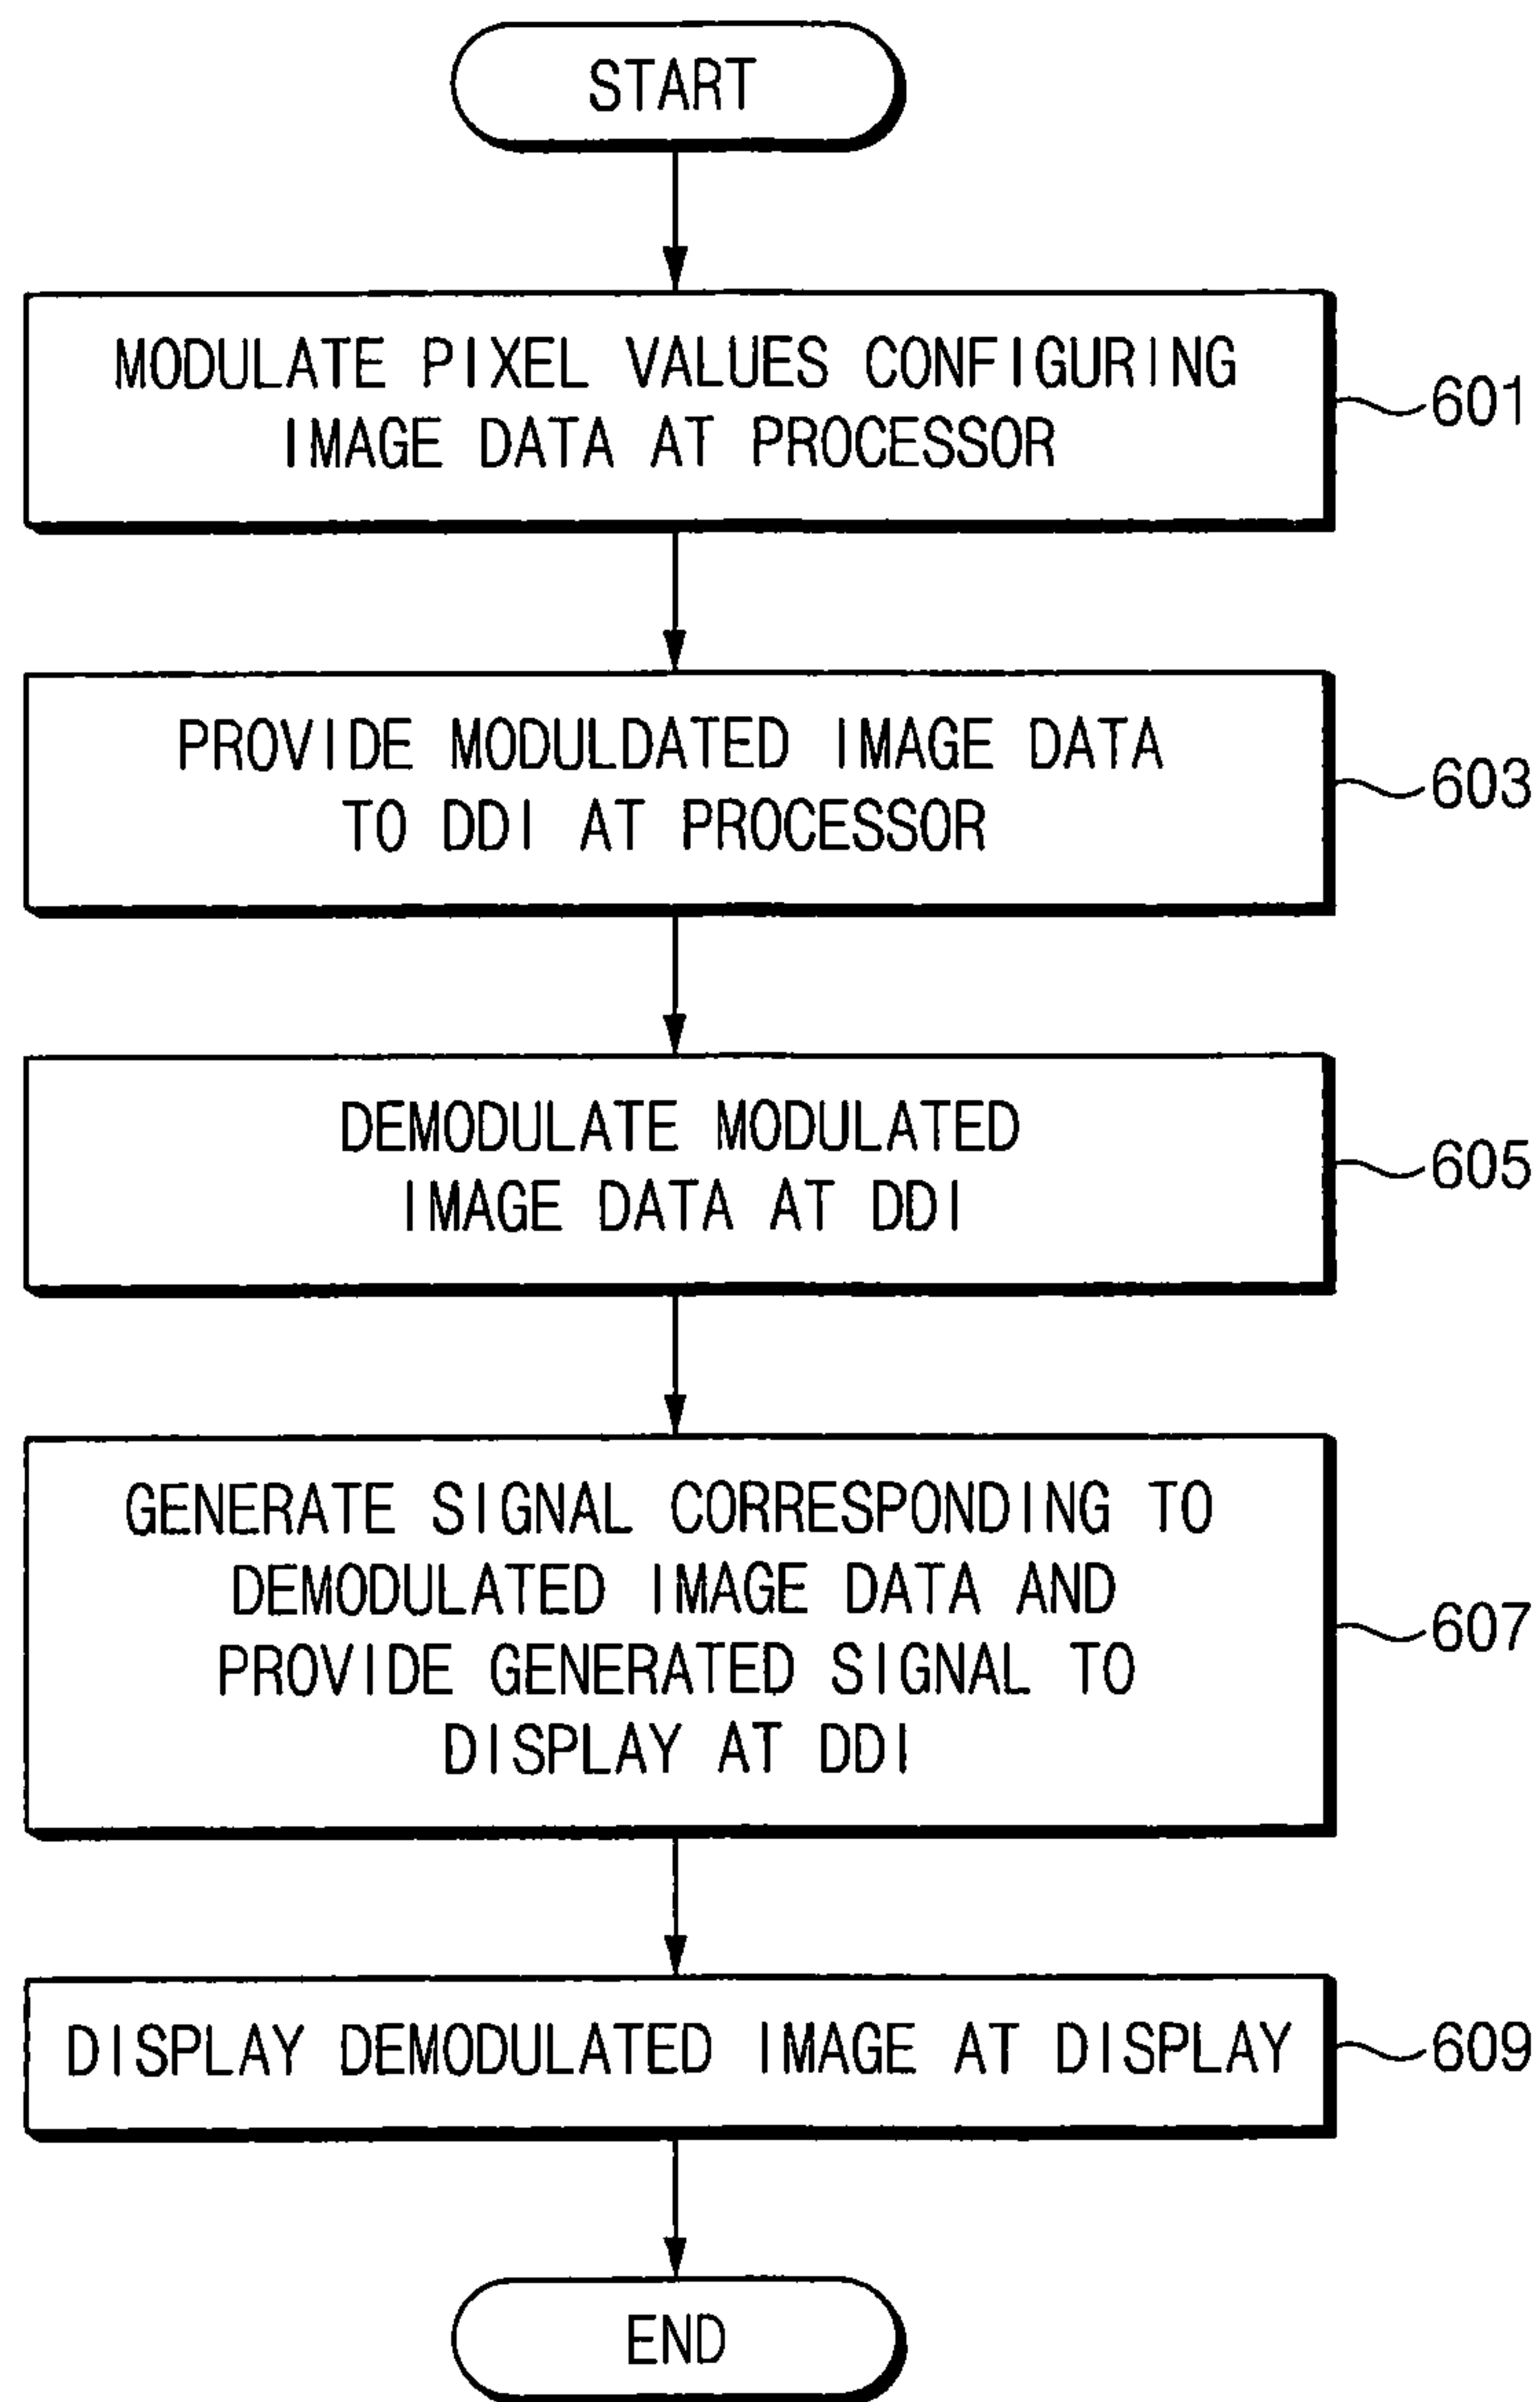 START
MODULATE PIXEL VALUES CONFIGURING
IMAGE DATA AT PROCESSOR
601
PROVIDE MODULDATED IMAGE DATA
TO DDI AT PROCESSOR
603
DEMODULATE MODULATED
IMAGE DATA AT DDI
605
GENERATE SIGNAL CORRESPONDING TO
DEMODULATED IMAGE DATA AND
PROVIDE GENERATED SIGNAL TO
DISPLAY AT DDI
607
DISPLAY DEMODULATED IMAGE AT DISPLAY
609
END